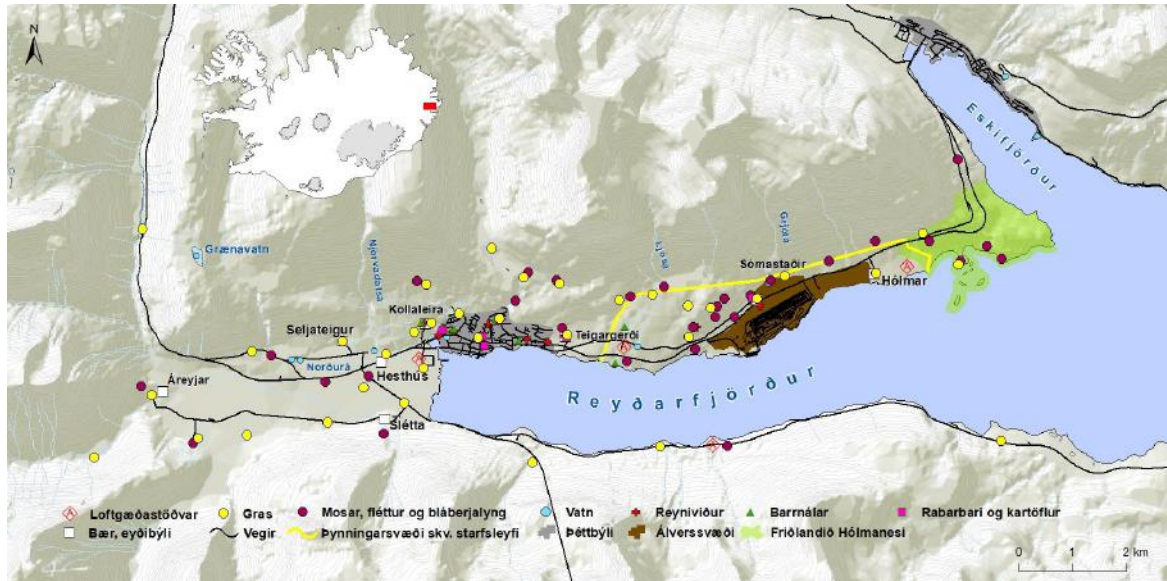 N
Eskifjörður
Grænavatn
Njörvadalsá
Ljósá
Grjótá
Sómastaðir
Hólmar
Kollaleira
Seljateigur
Teigargerði
Norðurá
Hesthús
Áreyjar
Reyðarfjörður
Slétta
Loftgæðastöðvar Gras Mosar, fléttur og bláberjalyng Vatn Reyniviður Barrnálar Rabarbari og kartöflur
Bær, eyðibýli Vegir Þynningarsvæði skv. starfsleyfi Þéttbýli Álverssvæði Friðlandið Hólmanesi
0 1 2 km